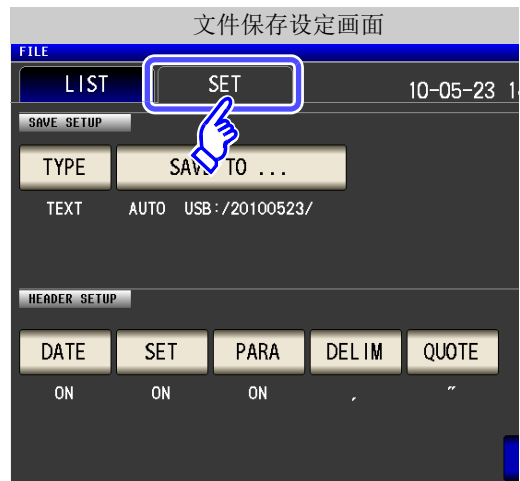 文件保存设定画面
FILE
LIST SET 10-05-23
SAVE SETUP
TYPE SAVE TO ...
TEXT AUTO USB:/20100523/
HEADER SETUP
DATE SET PARA DELIM QUOTE
ON ON ON , "